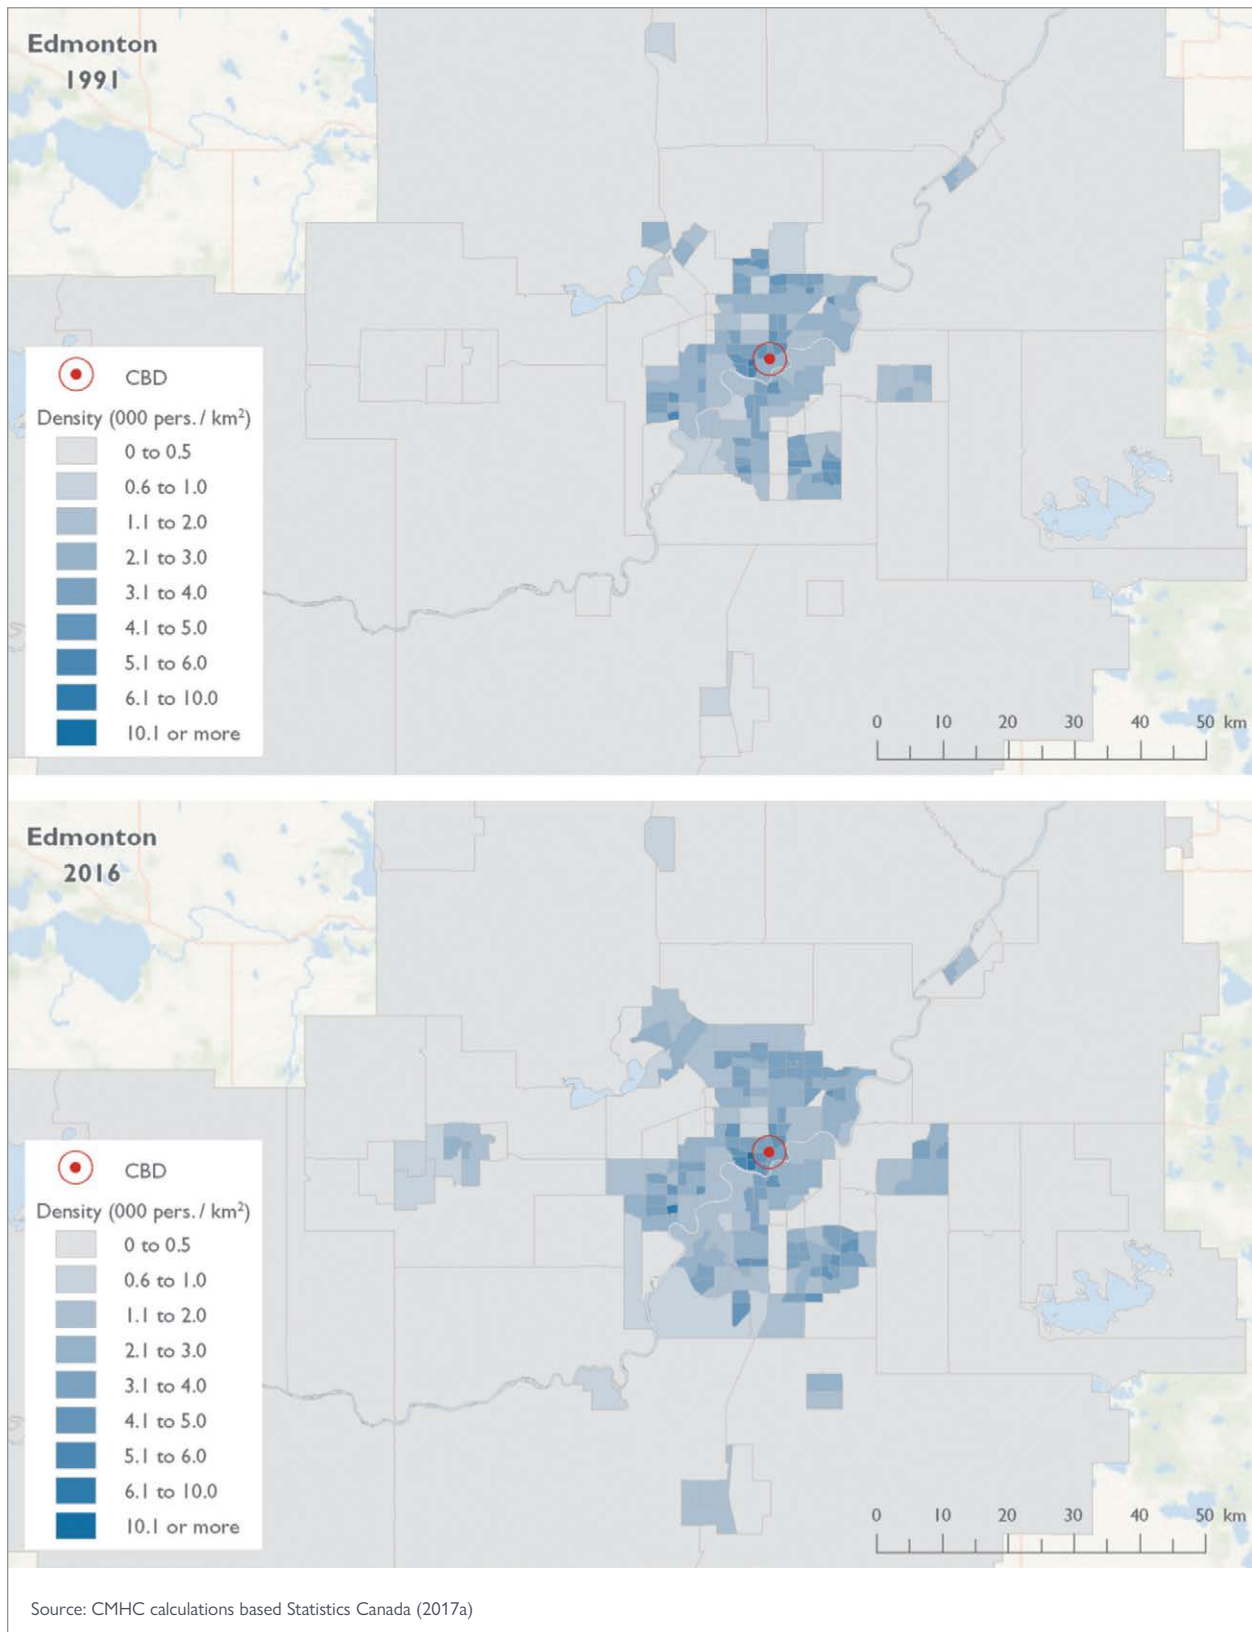 Edmonton
1991
CBD
Density (000 pers. / km²)
0 to 0.5
0.6 to 1.0
1.1 to 2.0
2.1 to 3.0
3.1 to 4.0
4.1 to 5.0
5.1 to 6.0
6.1 to 10.0
10.1 or more
0 10 20 30 40 50 km
Edmonton
2016
CBD
Density (000 pers. / km²)
0 to 0.5
0.6 to 1.0
1.1 to 2.0
2.1 to 3.0
3.1 to 4.0
4.1 to 5.0
5.1 to 6.0
6.1 to 10.0
10.1 or more
0 10 20 30 40 50 km
Source: CMHC calculations based Statistics Canada (2017a)